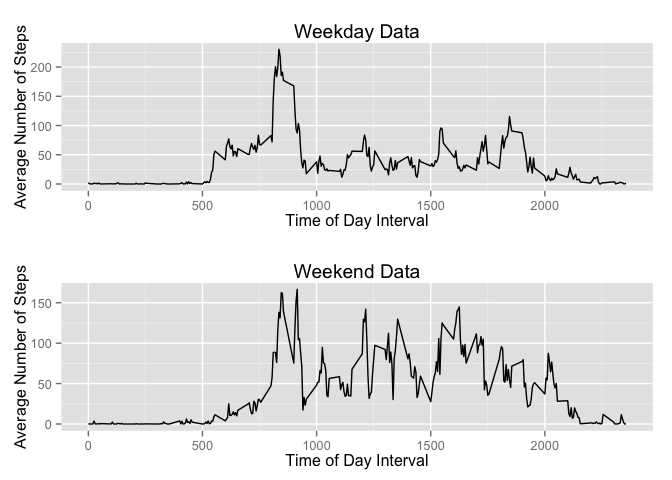 Weekday Data
Average Number of Steps
200
150
100
50
0
0 500 1000 1500 2000
Time of Day Interval
Weekend Data
Average Number of Steps
150
100
50
0
0 500 1000 1500 2000
Time of Day Interval